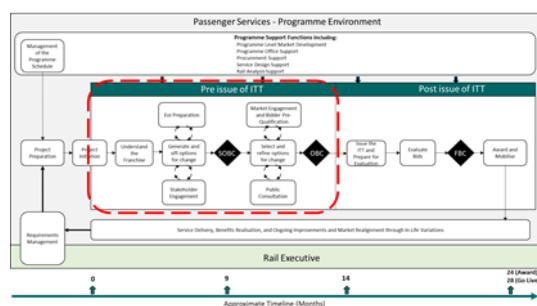 Passenger Services - Programme Environment
Management
of the
Programme
Schedule
Programme Support Functions Including:
Programme Level Market Development
Programme Office Support
Procurement Support
Service Design Support
Rail Analyst Support
Pre issue of ITT
Post issue of ITT
EoI Preparation
Market Engagement
and Bidder Pre-
Qualification
Project
Preparation
Project
Initiation
Understand
the
Franchise
Generate and
sift options
for change
SOBC
Select and
refine options
for change
OBC
Issue the
ITT and
Prepare for
Evaluation
Evaluate
Bids
FBC
Award and
Mobilise
Stakeholder
Engagement
Public
Consultation
Requirements
Management
Service Delivery, Benefits Realisation, and Ongoing Improvements and Market Realignment through In Life Variations
Rail Executive
0
9
14
24 (Award)
28 (Go Live)
Approximate Timeline (Months)